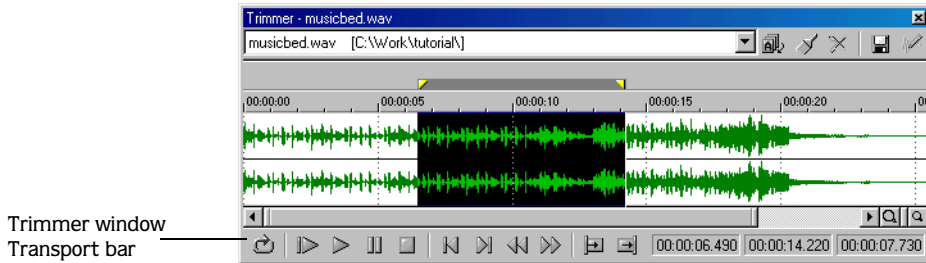 Trimmer - musicbed.wav
musicbed.wav [C:\Work\tutorial\]
00:00:00 00:00:05 00:00:10 00:00:15 00:00:20
Trimmer window
Transport bar
00:00:06.490 00:00:14.220 00:00:07.730